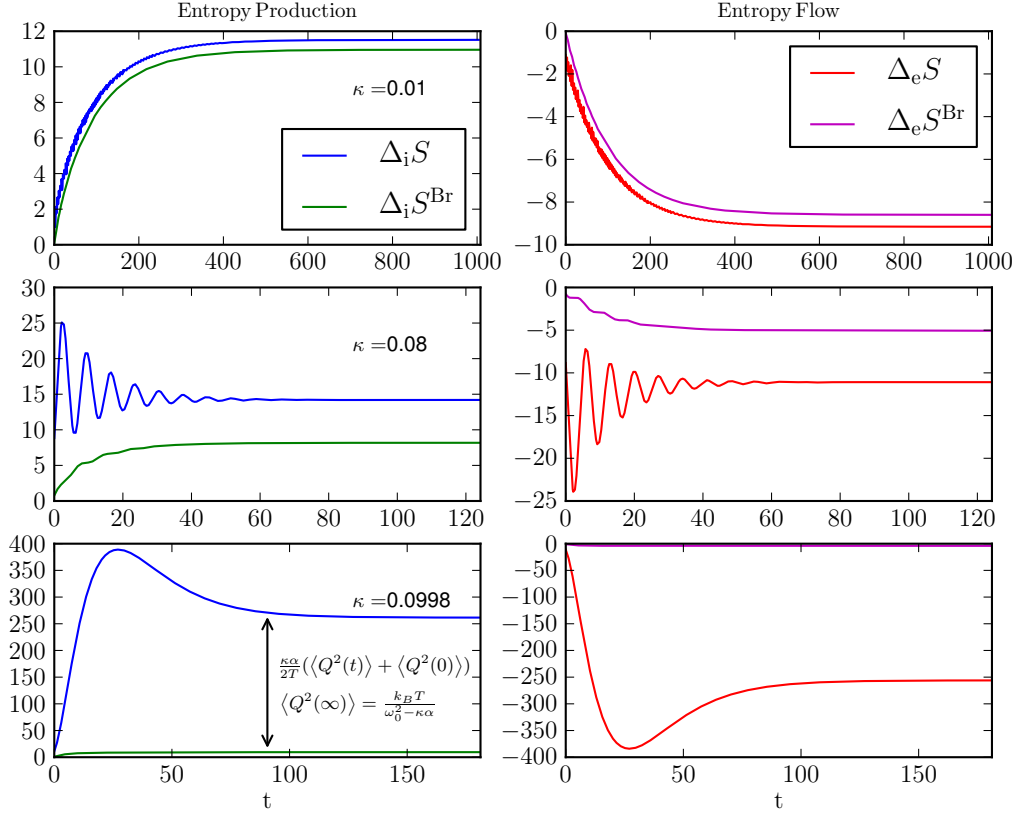 Entropy Production
12
10
8
6
4
2
0
κ =0.01
Δ_i S
Δ_i S^Br
0 200 400 600 800 1000
Entropy Flow
0
−2
−4
−6
−8
−10
Δ_e S
Δ_e S^Br
0 200 400 600 800 1000
30
25
20
15
10
5
0
κ =0.08
0 20 40 60 80 100 120
0
−5
−10
−15
−20
−25
0 20 40 60 80 100 120
400
350
300
250
200
150
100
50
0
κ =0.0998
κα/2T (⟨Q²(t)⟩ + ⟨Q²(0)⟩)
⟨Q²(∞)⟩ = k_B T/ω₀²−κα
0 50 100 150
t
0
−50
−100
−150
−200
−250
−300
−350
−400
0 50 100 150
t